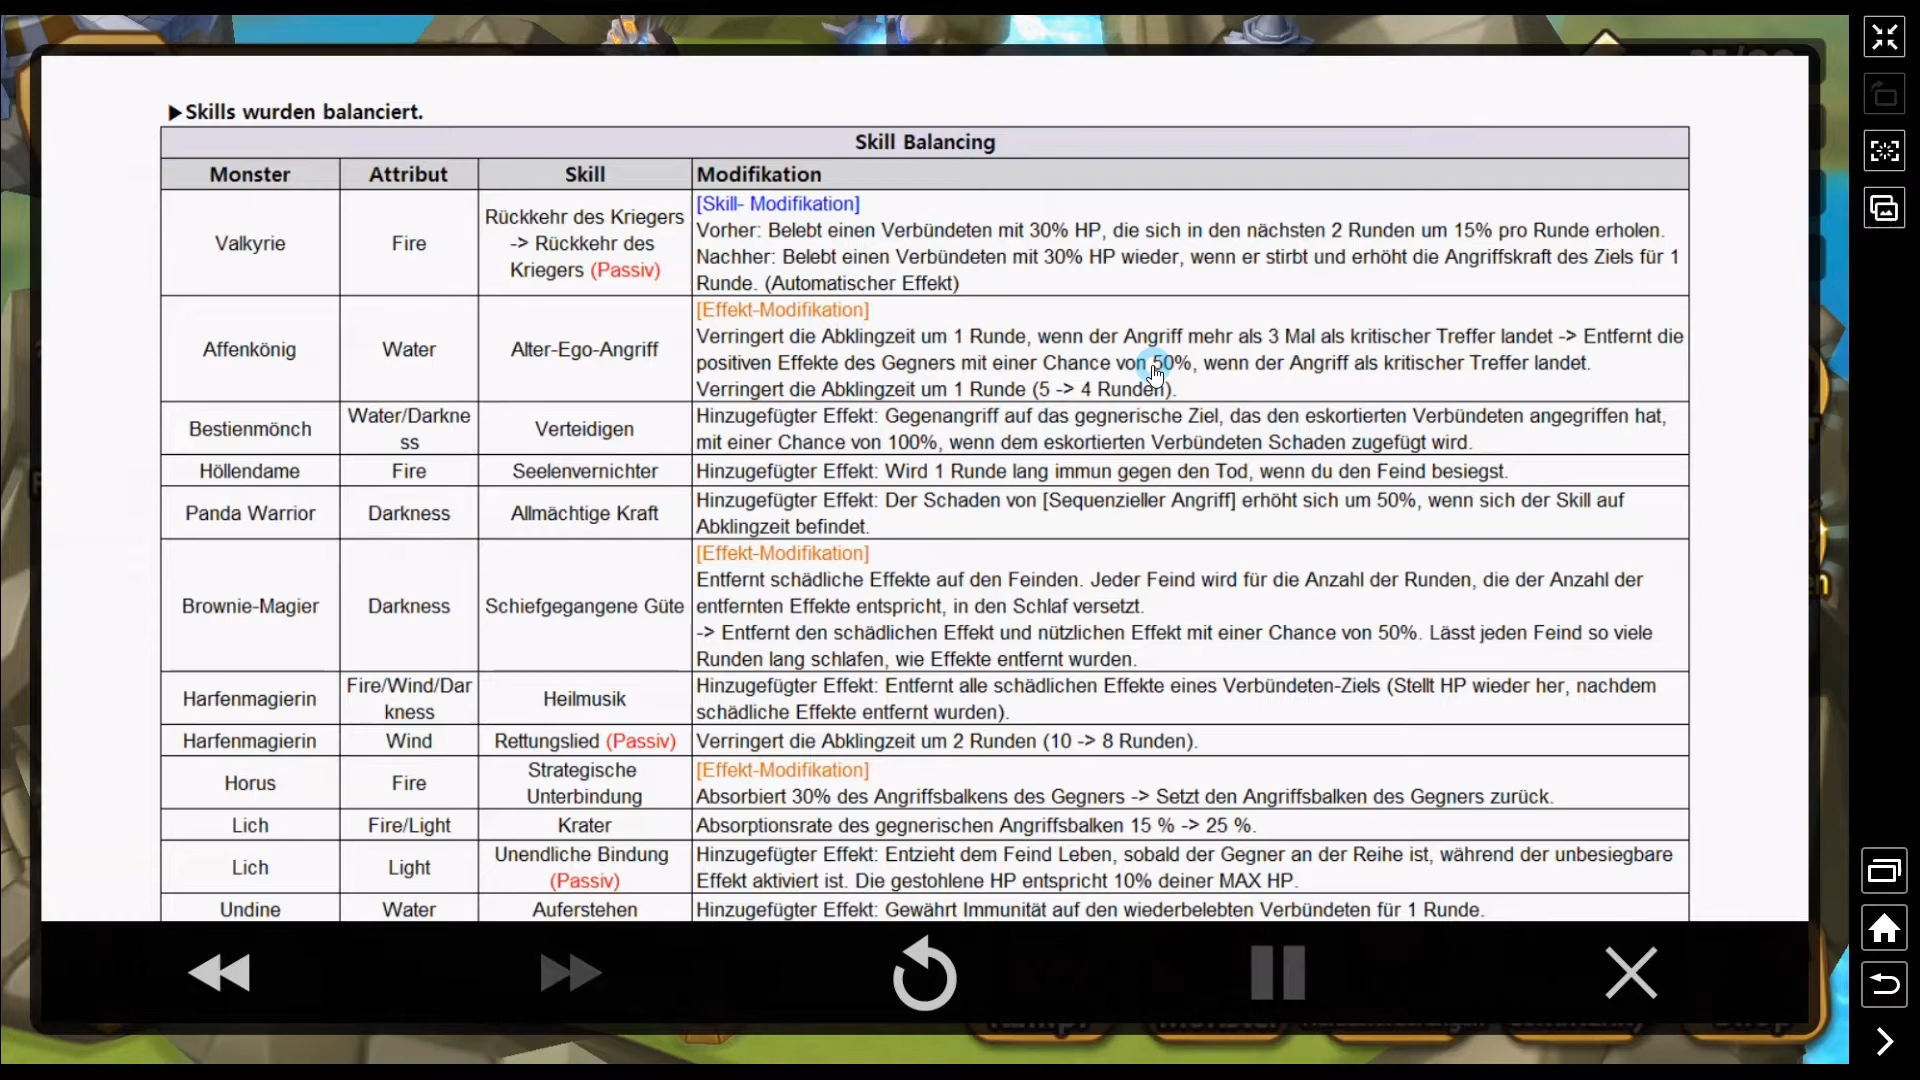 ▶Skills wurden balanciert.
Skill Balancing
Monster Attribut Skill Modifikation
Valkyrie
Fire
Rückkehr des Kriegers
-> Rückkehr des
Kriegers (Passiv)
[Skill- Modifikation]
Vorher: Belebt einen Verbündeten mit 30% HP, die sich in den nächsten 2 Runden um 15% pro Runde erholen.
Nachher: Belebt einen Verbündeten mit 30% HP wieder, wenn er stirbt und erhöht die Angriffskraft des Ziels für 1
Runde. (Automatischer Effekt)
Affenkönig
Water
Alter-Ego-Angriff
[Effekt-Modifikation]
Verringert die Abklingzeit um 1 Runde, wenn der Angriff mehr als 3 Mal als kritischer Treffer landet -> Entfernt die
positiven Effekte des Gegners mit einer Chance von 50%, wenn der Angriff als kritischer Treffer landet.
Verringert die Abklingzeit um 1 Runde (5 -> 4 Runden).
Bestienmönch
Water/Darkne
ss
Verteidigen
Hinzugefügter Effekt: Gegenangriff auf das gegnerische Ziel, das den eskortierten Verbündeten angegriffen hat,
mit einer Chance von 100%, wenn dem eskortierten Verbündeten Schaden zugefügt wird.
Höllendame
Fire
Seelenvernichter
Hinzugefügter Effekt: Wird 1 Runde lang immun gegen den Tod, wenn du den Feind besiegst.
Panda Warrior
Darkness
Allmächtige Kraft
Hinzugefügter Effekt: Der Schaden von [Sequenzieller Angriff] erhöht sich um 50%, wenn sich der Skill auf
Abklingzeit befindet.
Brownie-Magier
Darkness
Schiefgegangene Güte
[Effekt-Modifikation]
Entfernt schädliche Effekte auf den Feinden. Jeder Feind wird für die Anzahl der Runden, die der Anzahl der
entfernten Effekte entspricht, in den Schlaf versetzt.
-> Entfernt den schädlichen Effekt und nützlichen Effekt mit einer Chance von 50%. Lässt jeden Feind so viele
Runden lang schlafen, wie Effekte entfernt wurden.
Harfenmagierin
Fire/Wind/Dar
kness
Heilmusik
Hinzugefügter Effekt: Entfernt alle schädlichen Effekte eines Verbündeten-Ziels (Stellt HP wieder her, nachdem
schädliche Effekte entfernt wurden).
Harfenmagierin
Wind
Rettungslied (Passiv)
Verringert die Abklingzeit um 2 Runden (10 -> 8 Runden).
Horus
Fire
Strategische
Unterbindung
[Effekt-Modifikation]
Absorbiert 30% des Angriffsbalkens des Gegners -> Setzt den Angriffsbalken des Gegners zurück.
Lich
Fire/Light
Krater
Absorptionsrate des gegnerischen Angriffsbalken 15 % -> 25 %.
Lich
Light
Unendliche Bindung
(Passiv)
Hinzugefügter Effekt: Entzieht dem Feind Leben, sobald der Gegner an der Reihe ist, während der unbesiegbare
Effekt aktiviert ist. Die gestohlene HP entspricht 10% deiner MAX HP.
Undine
Water
Auferstehen
Hinzugefügter Effekt: Gewährt Immunität auf den wiederbelebten Verbündeten für 1 Runde.